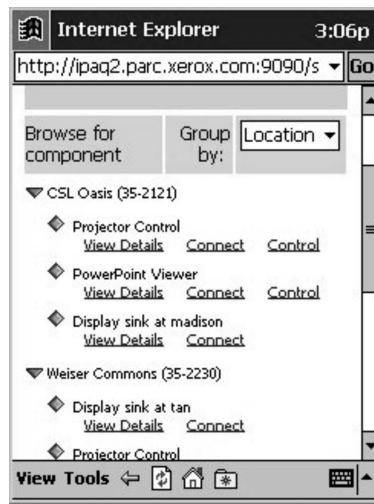 Internet Explorer 3:06p
http://ipaq2.parc.xerox.com:9090/s Go
Browse for Group Location
component by:
CSL Oasis (35-2121)
Projector Control
View Details Connect Control
PowerPoint Viewer
View Details Connect Control
Display sink at madison
View Details Connect
Weiser Commons (35-2230)
Display sink at tan
View Details Connect
Projector Control
View Tools